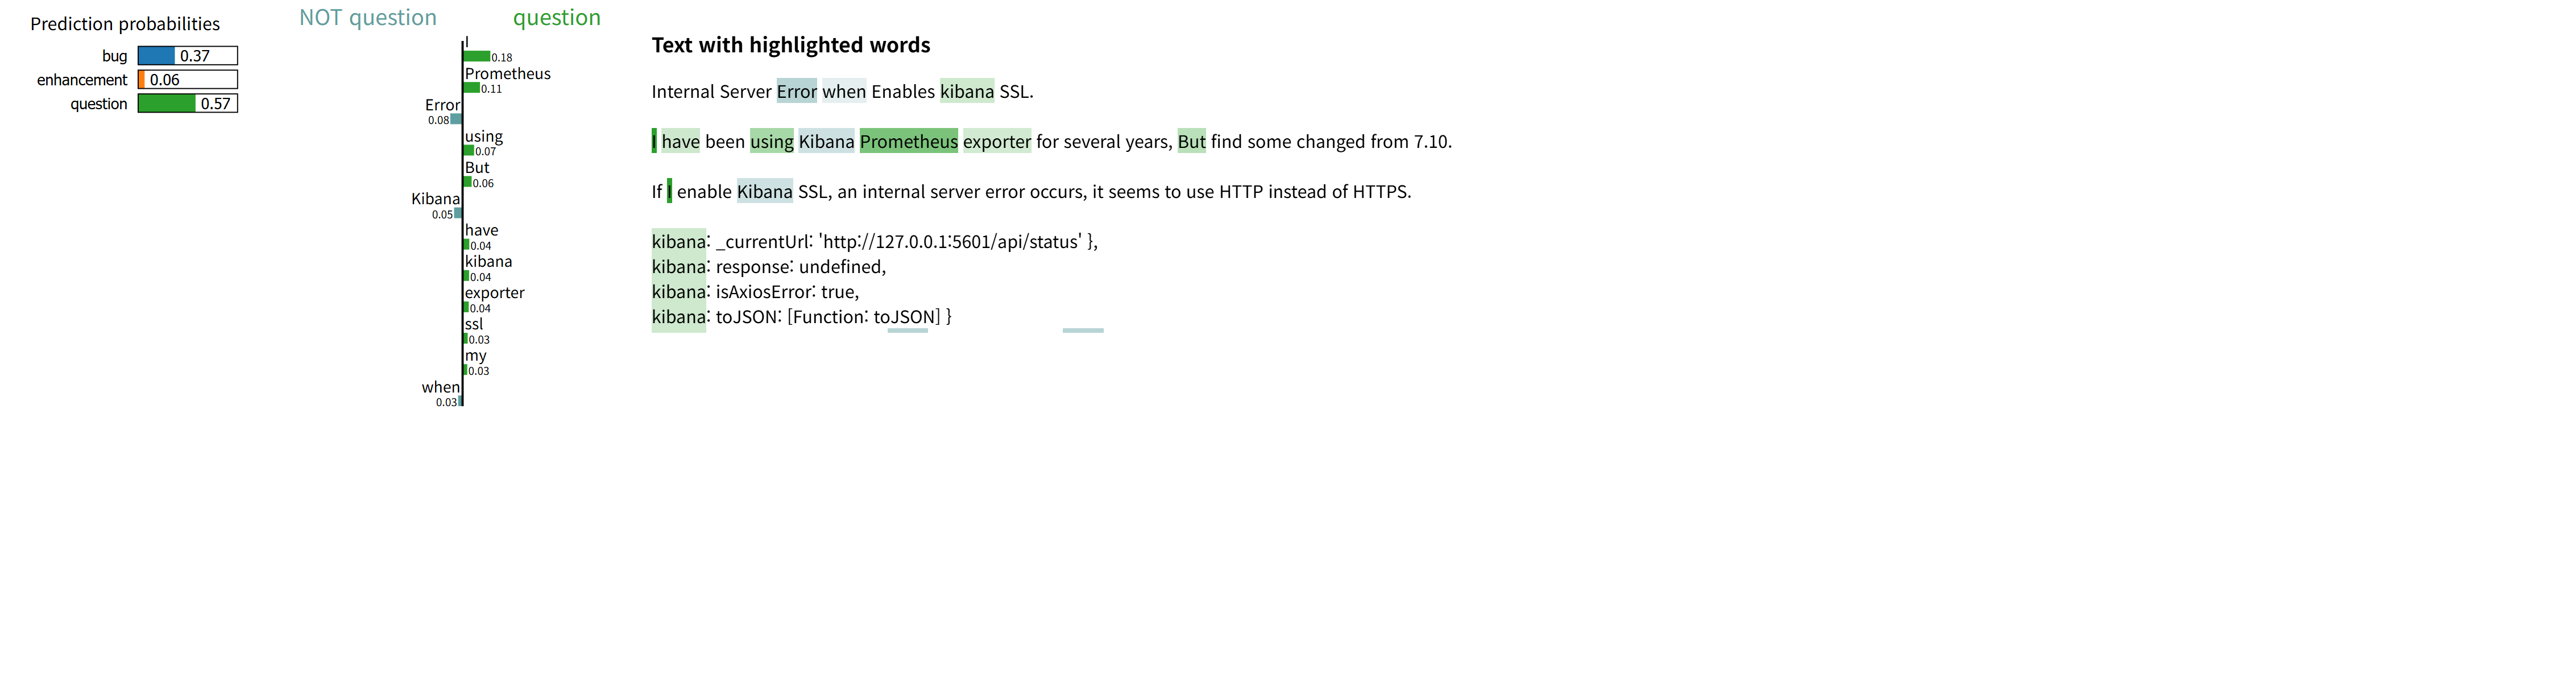 Prediction probabilities
bug 0.37
enhancement 0.06
question 0.57
NOT question question
I
0.18
Prometheus
0.11
Error
0.08
using
0.07
But
0.06
Kibana
0.05
have
0.04
kibana
0.04
exporter
0.04
ssl
0.03
my
0.03
when
0.03
Text with highlighted words
Internal Server Error when Enables kibana SSL.
I have been using Kibana Prometheus exporter for several years, But find some changed from 7.10.
If I enable Kibana SSL, an internal server error occurs, it seems to use HTTP instead of HTTPS.
kibana: _currentUrl: 'http://127.0.0.1:5601/api/status' },
kibana: response: undefined,
kibana: isAxiosError: true,
kibana: toJSON: [Function: toJSON] }